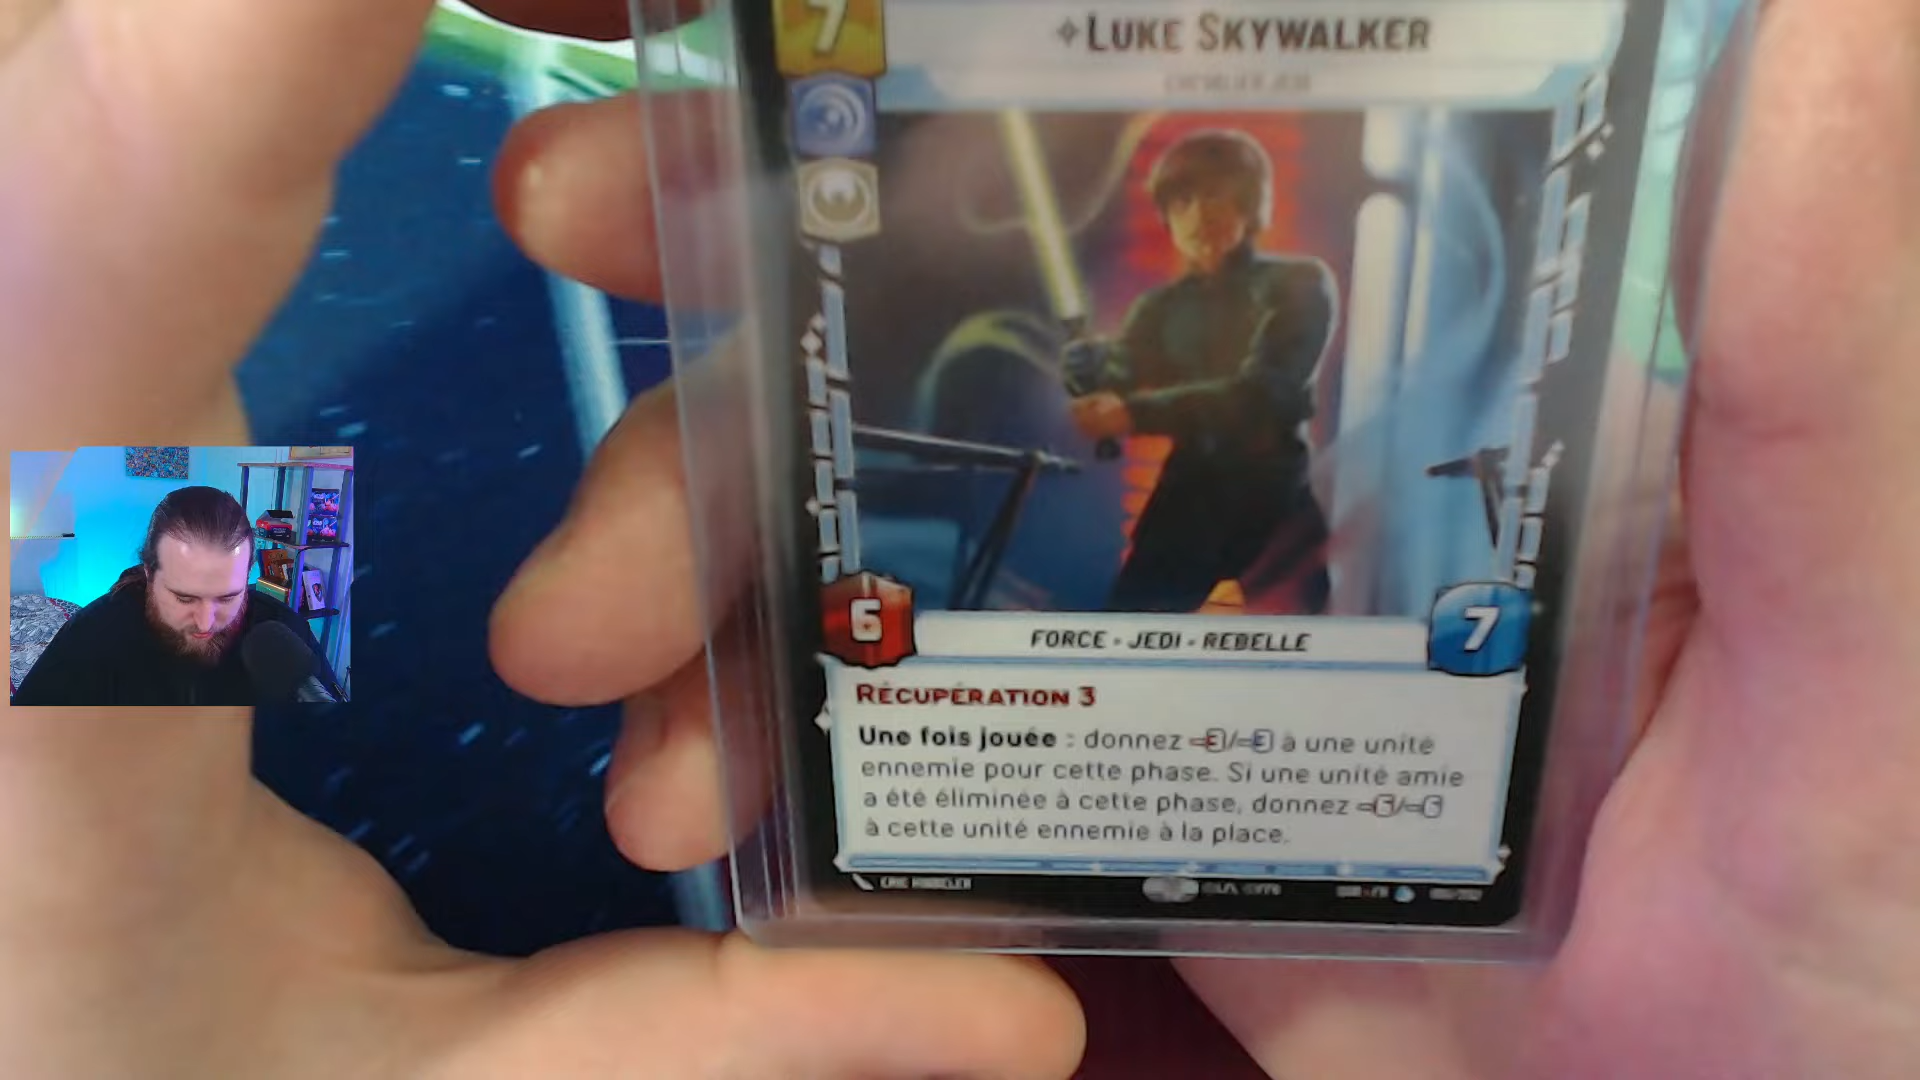 7
LUKE SKYWALKER
6
FORCE • JEDI • REBELLE
7
RÉCUPÉRATION 3
Une fois jouée : donnez -3/-3 à une unité
ennemie pour cette phase. Si une unité amie
a été éliminée à cette phase, donnez -6/-6
à cette unité ennemie à la place.